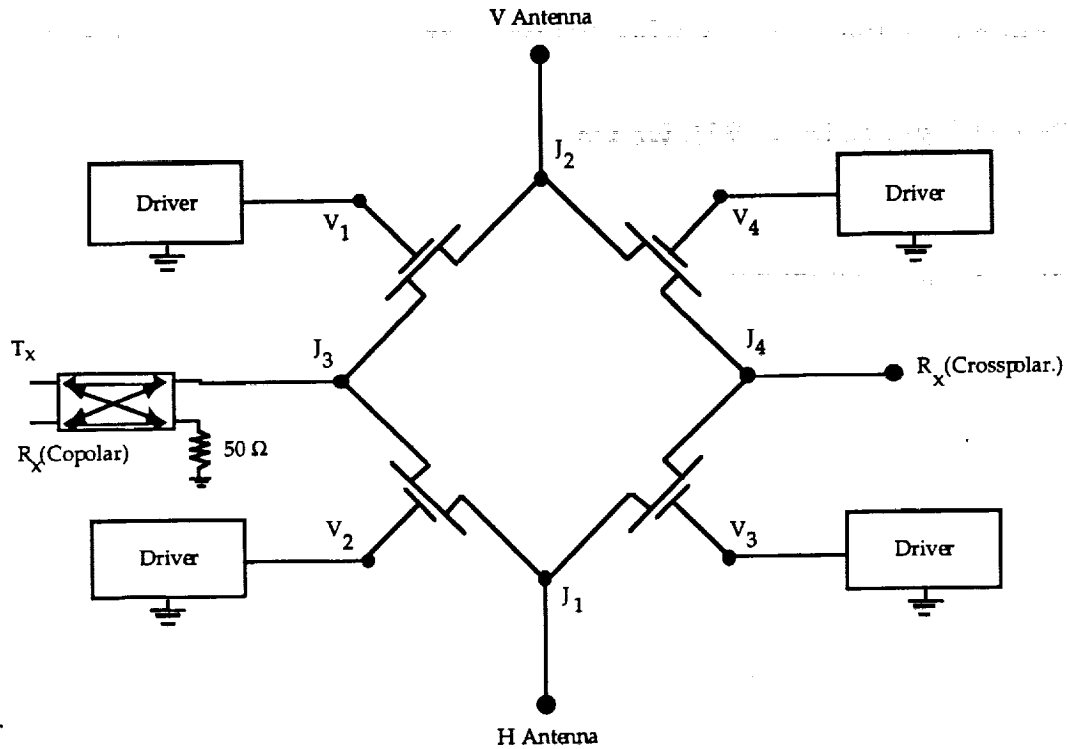 V Antenna
J2
Driver
V1
V4
Driver
Tx
J3
J4
Rx(Crosspolar.)
Rx(Copolar)
50 Ω
Driver
V2
V3
Driver
J1
H Antenna